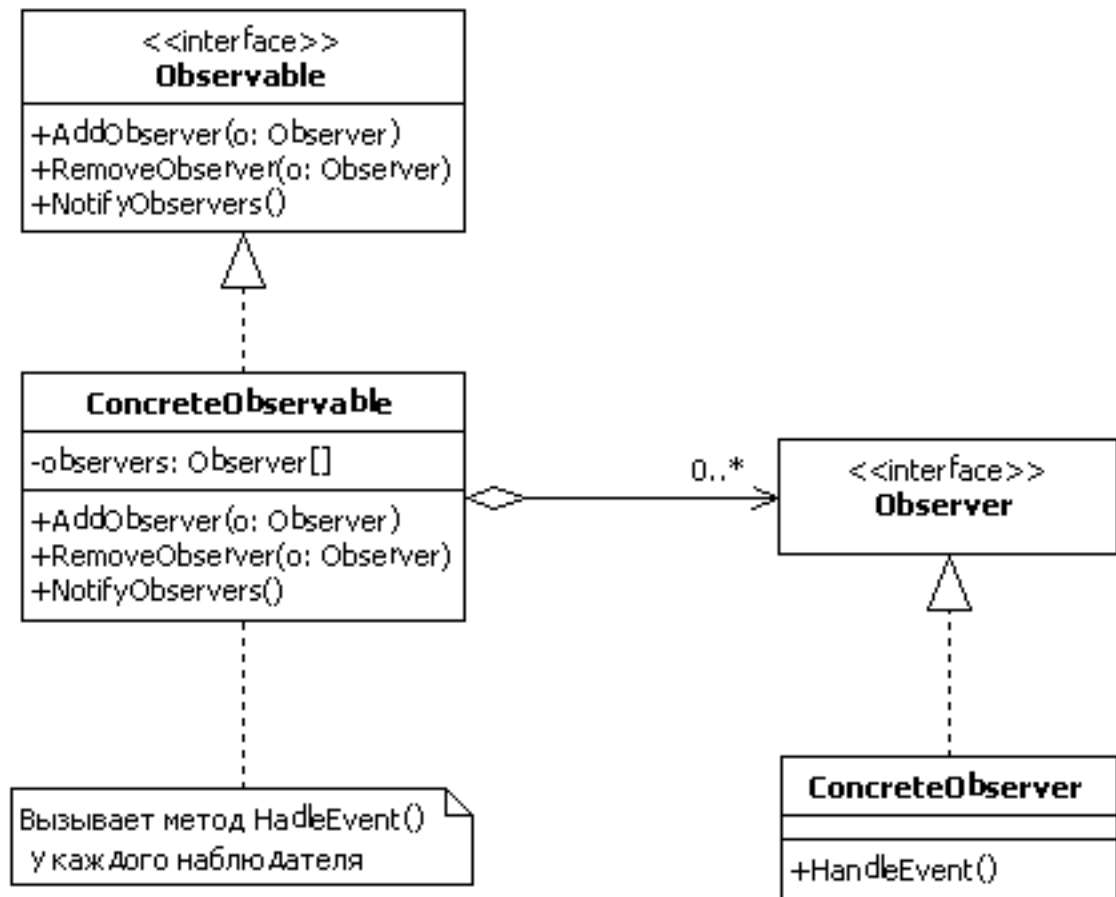 <<interface>>
Observable
+AddObserver(o: Observer)
+RemoveObserver(o: Observer)
+NotifyObservers()
ConcreteObservable
-observers: Observer[]
+AddObserver(o: Observer)
+RemoveObserver(o: Observer)
+NotifyObservers()
0..*
<<interface>>
Observer
Вызывает метод HadleEvent()
у каждого наблюдателя
ConcreteObserver
+HandleEvent()